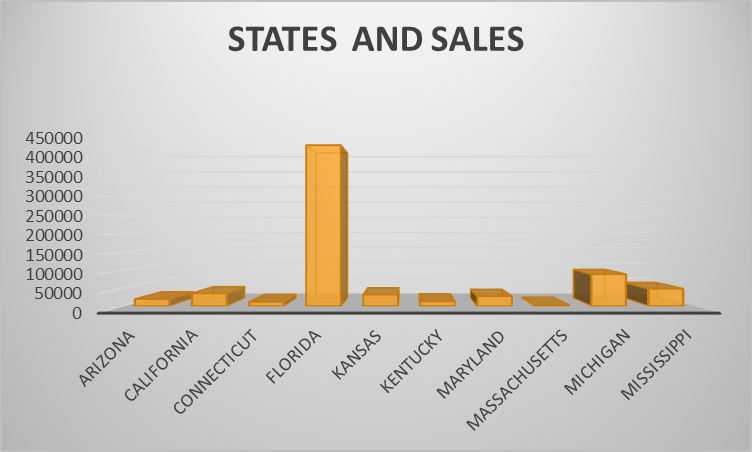 STATES  AND SALES
450000
400000
350000
300000
250000
200000
150000
100000
50000
0
ARIZONA
CALIFORNIA
CONNECTICUT
FLORIDA
KANSAS
KENTUCKY
MARYLAND
MASSACHUSETTS
MICHIGAN
MISSISSIPPI